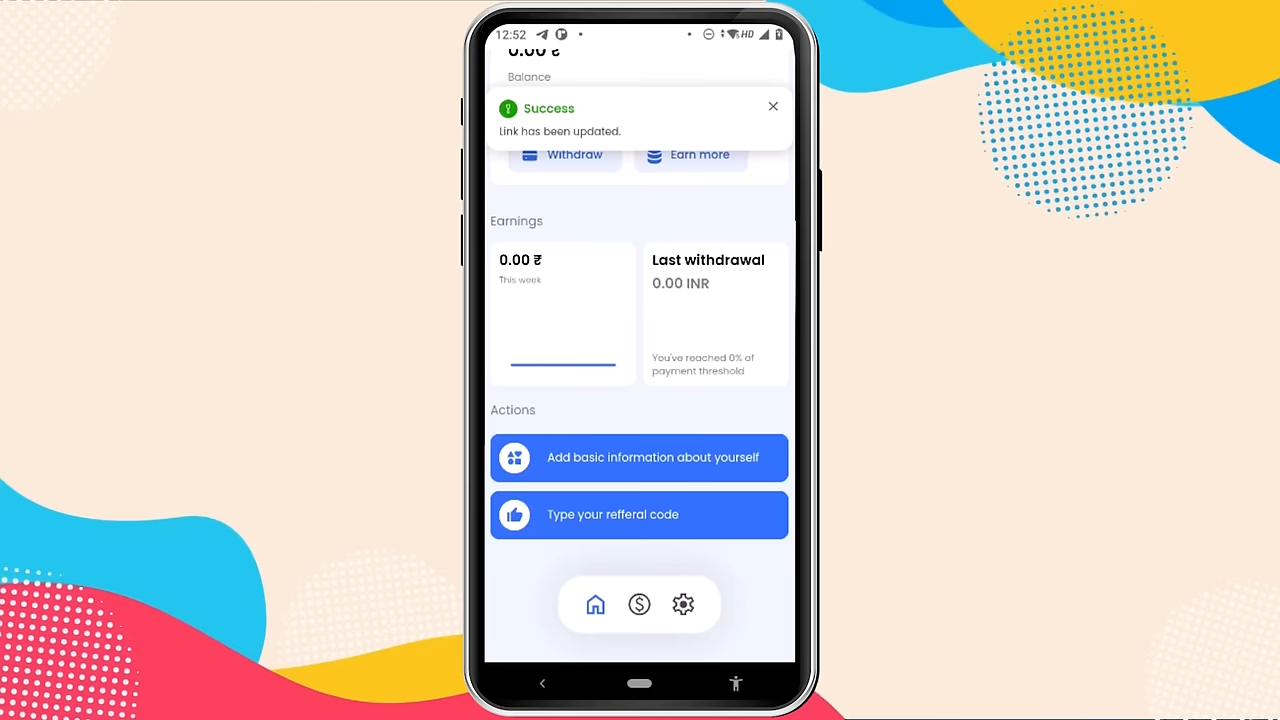 12:52
HD
0.00 ₹
Balance
Success
Link has been updated.
Withdraw
Earn more
Earnings
0.00 ₹
This week
Last withdrawal
0.00 INR
You've reached 0% of
payment threshold
Actions
Add basic information about yourself
Type your refferal code